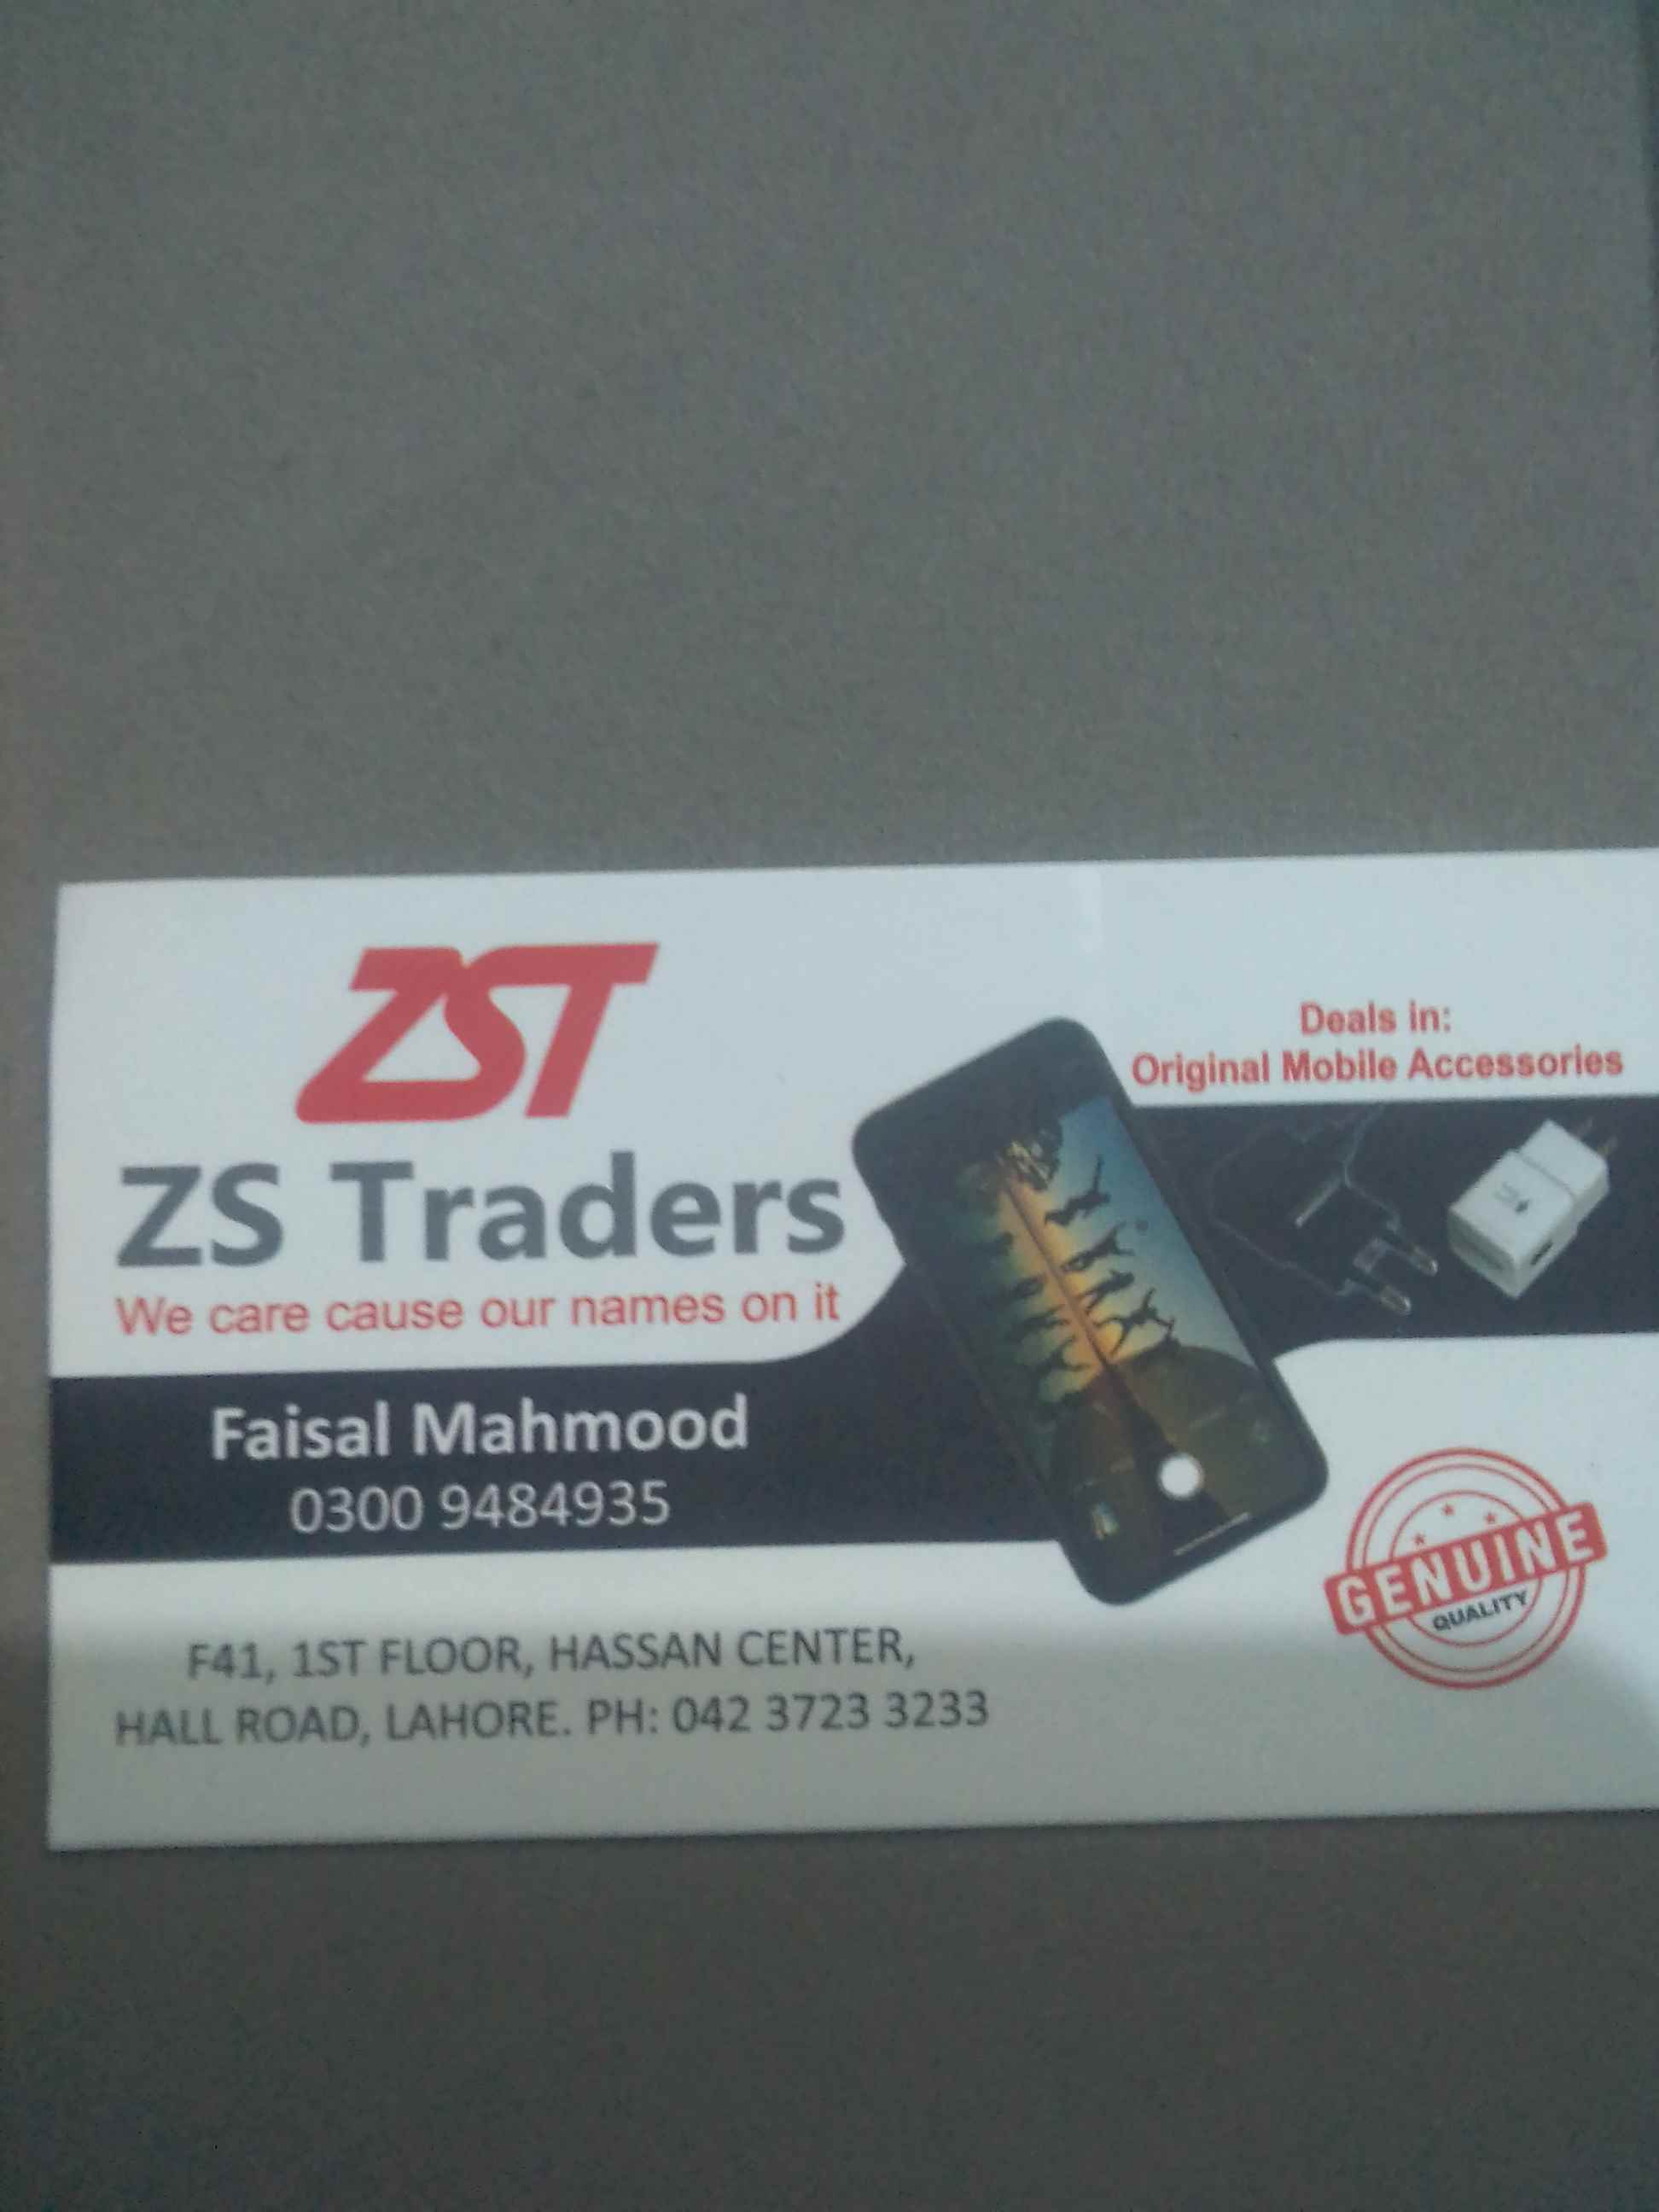 ZST
ZS Traders
We care cause our names on it
Deals in:
Original Mobile Accessories
Faisal Mahmood
0300 9484935
GENUINE
QUALITY
F41, 1ST FLOOR, HASSAN CENTER,
HALL ROAD, LAHORE. PH: 042 3723 3233